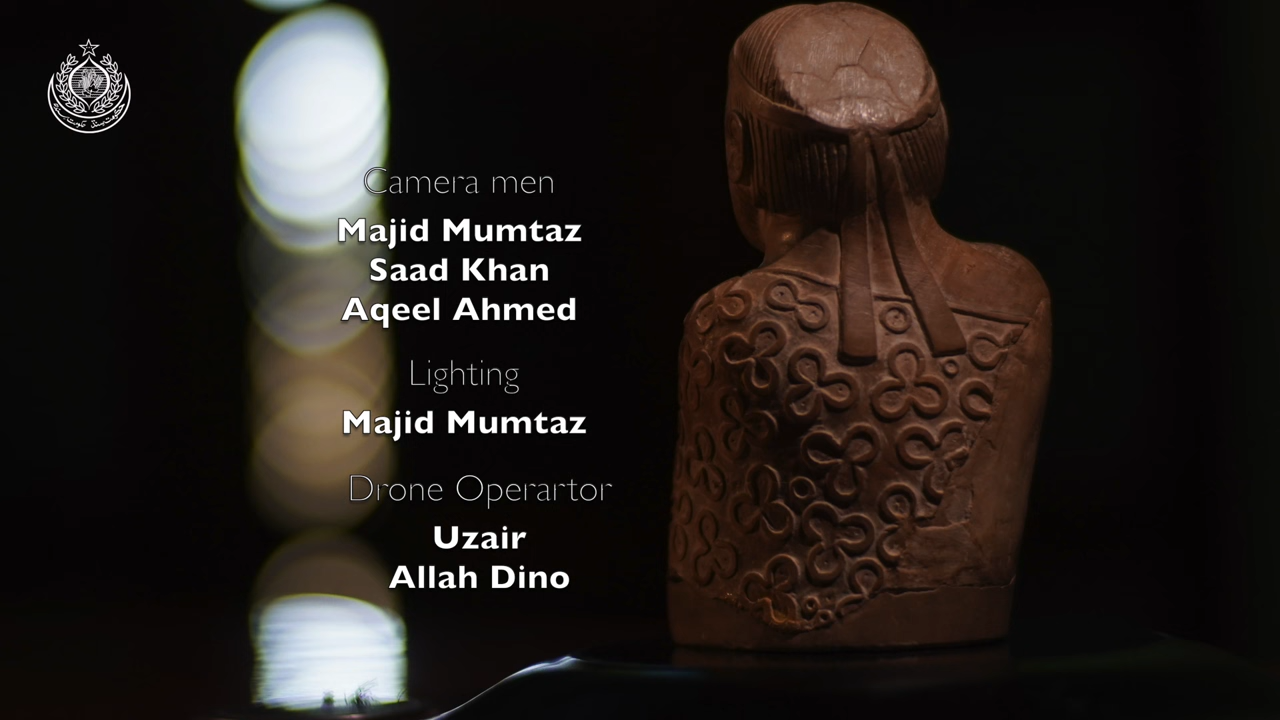 Camera men
Majid Mumtaz
Saad Khan
Aqeel Ahmed
Lighting
Majid Mumtaz
Drone Operartor
Uzair
Allah Dino